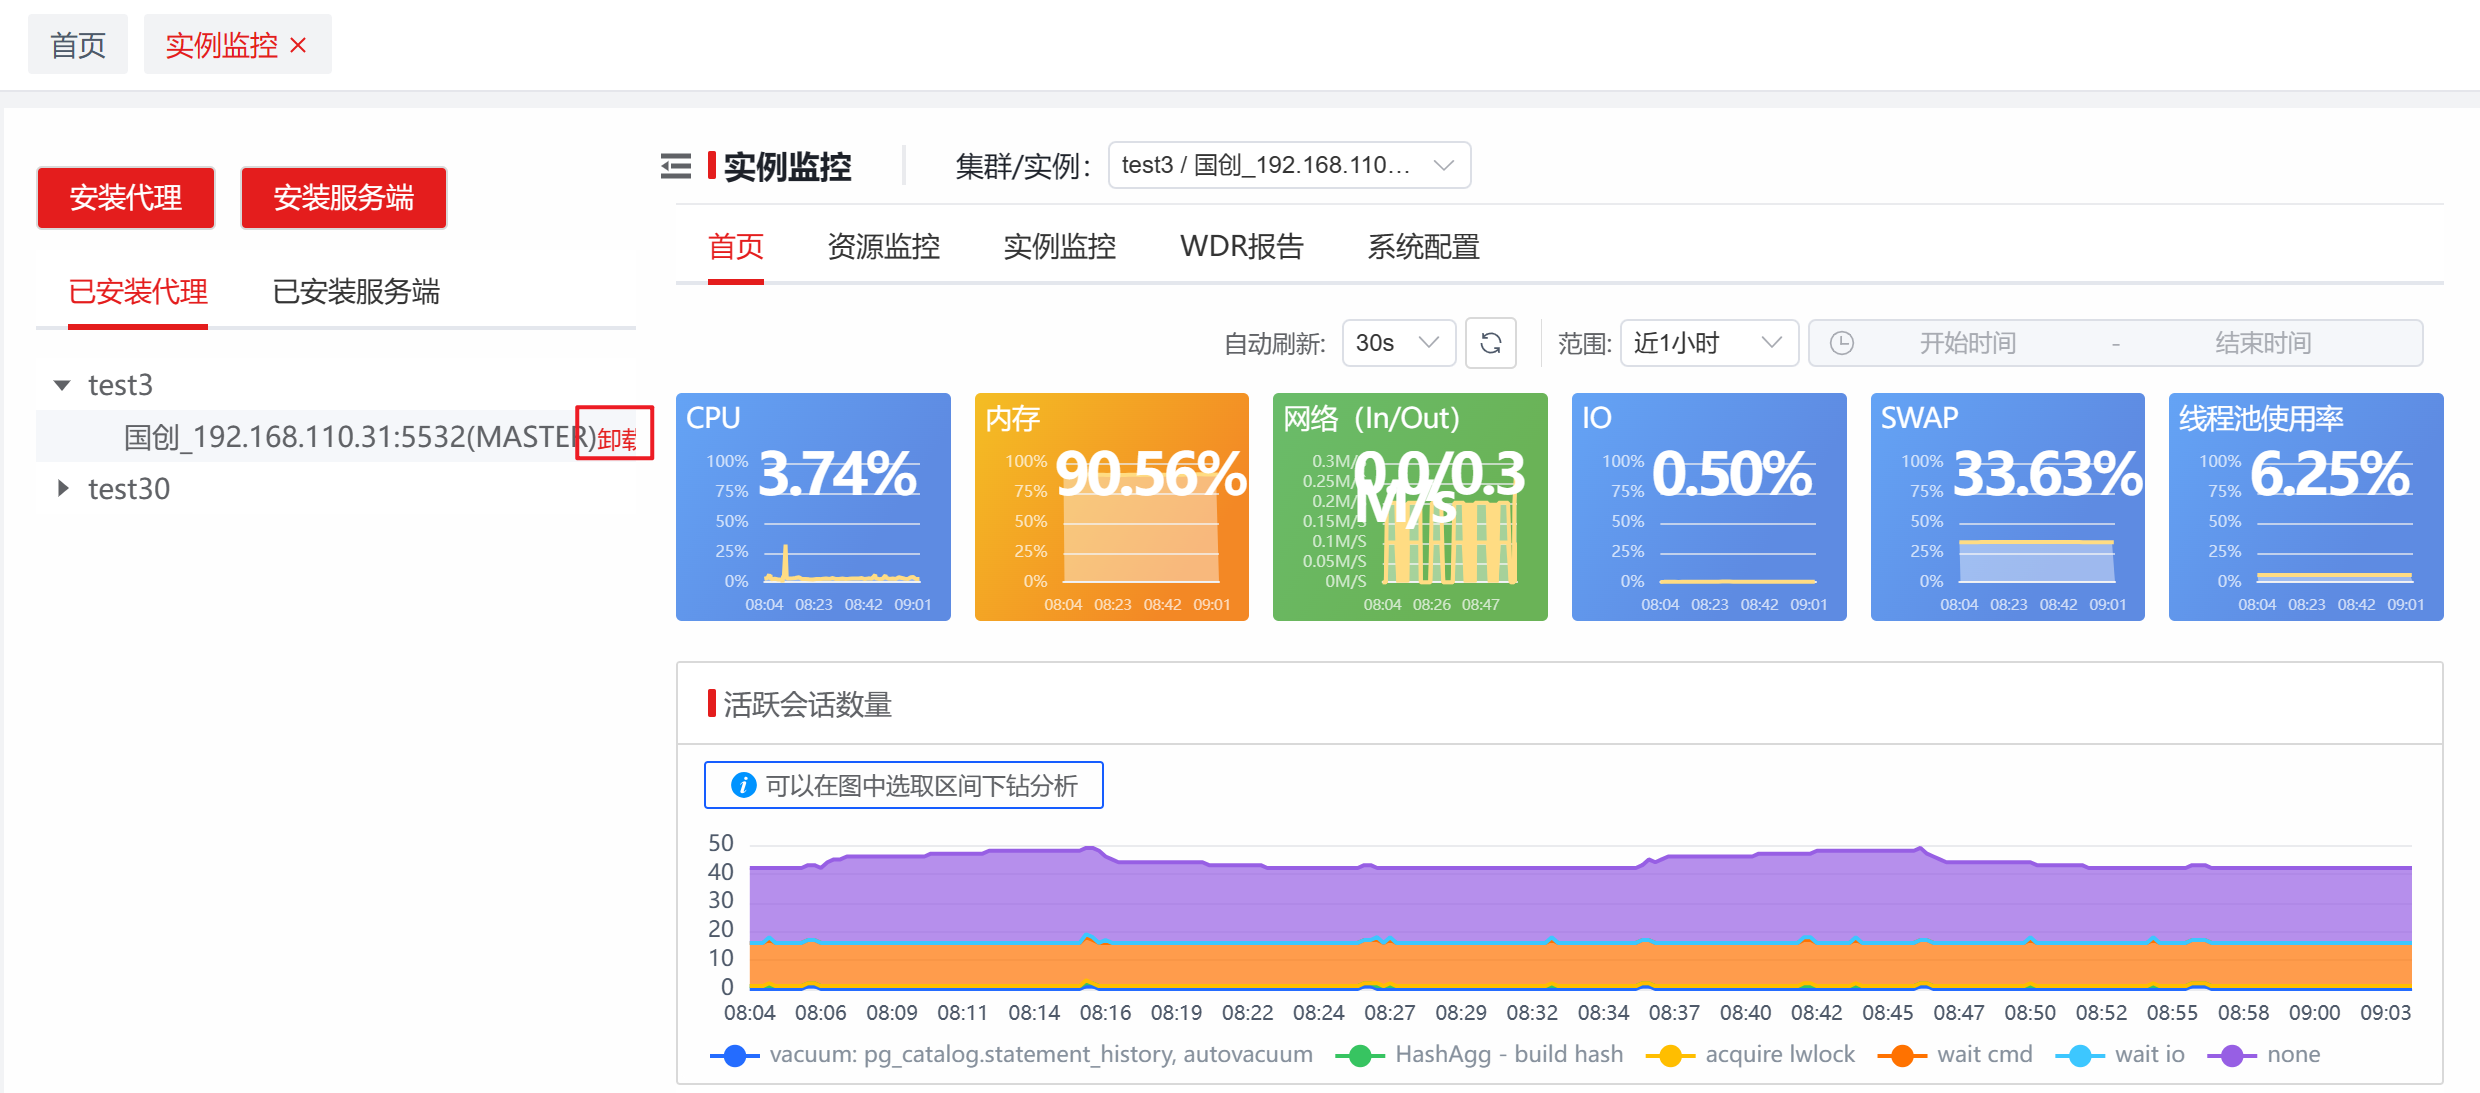 首页 实例监控
安装代理 安装服务端
已安装代理 已安装服务端
test3
国创_192.168.110.31:5532(MASTER)卸载
test30
实例监控 集群/实例: test3 / 国创_192.168.110...
首页 资源监控 实例监控 WDR报告 系统配置
自动刷新: 30s 范围: 近1小时 开始时间 - 结束时间
CPU
3.74%
100%
75%
50%
25%
0%
08:04 08:23 08:42 09:01
内存
90.56%
100%
75%
50%
25%
0%
08:04 08:23 08:42 09:01
网络（In/Out)
0.0/0.3
M/s
0.3M/
0.25M/
0.2M/
0.15M/S
0.1M/S
0.05M/S
0M/S
08:04 08:26 08:47
IO
0.50%
100%
75%
50%
25%
0%
08:04 08:23 08:42 09:01
SWAP
33.63%
100%
75%
50%
25%
0%
08:04 08:23 08:42 09:01
线程池使用率
6.25%
100%
75%
50%
25%
0%
08:04 08:23 08:42 09:01
活跃会话数量
可以在图中选取区间下钻分析
50
40
30
20
10
0
08:04 08:06 08:09 08:11 08:14 08:16 08:19 08:22 08:24 08:27 08:29 08:32 08:34 08:37 08:40 08:42 08:45 08:47 08:50 08:52 08:55 08:58 09:00 09:03
vacuum: pg_catalog.statement_history, autovacuum HashAgg - build hash acquire lwlock wait cmd wait io none